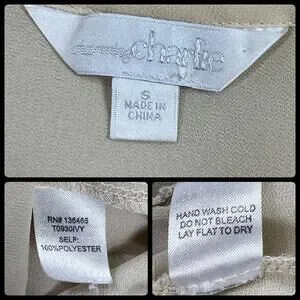 charlie
S
MADE IN
CHINA
RN# 136466
T0930IVY
SELF:
100%POLYESTER
HAND WASH COLD
DO NOT BLEACH
LAY FLAT TO DRY